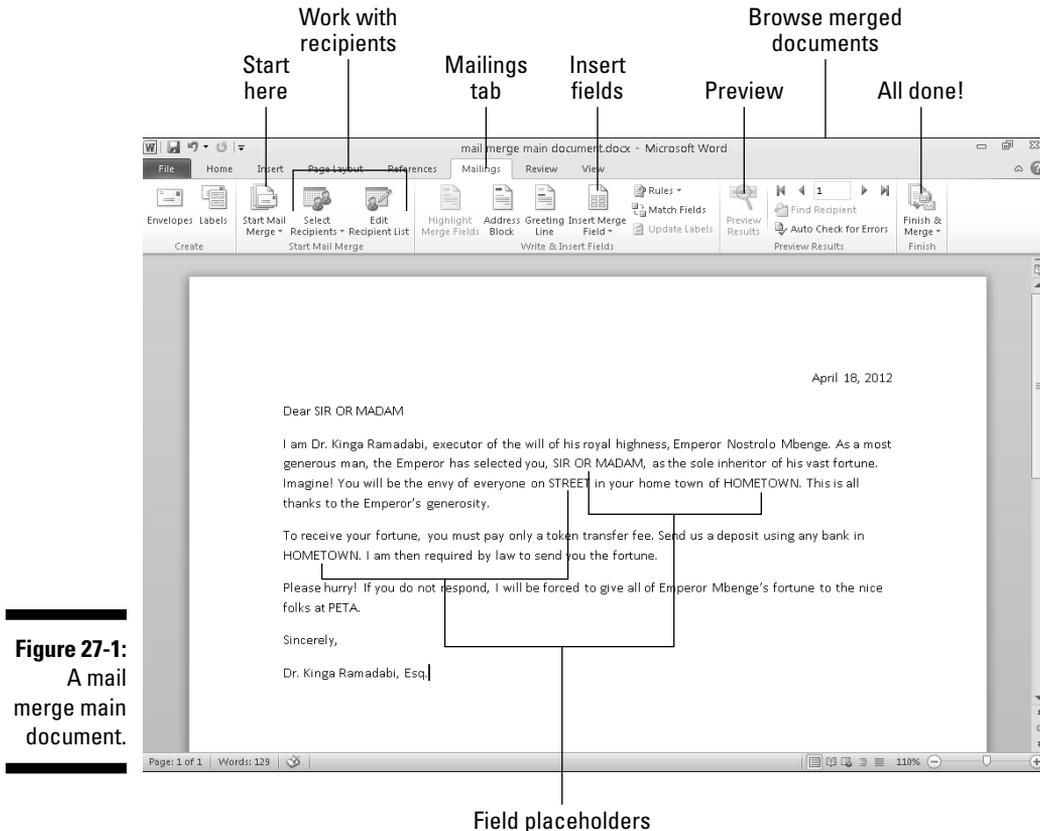 Work with
recipients
Browse merged
documents
Start
here
Mailings
tab
Insert
fields
Preview
All done!
mail merge main document.docx - Microsoft Word
File Home Insert Page Layout References Mailings Review View
Envelopes Labels
Create
Start Mail
Merge
Select
Recipients
Edit
Recipient List
Start Mail Merge
Highlight
Merge Fields
Address
Block
Greeting
Line
Insert Merge
Field
Rules
Match Fields
Update Labels
Write & Insert Fields
Preview
Results
1
Find Recipient
Auto Check for Errors
Preview Results
Finish &
Merge
Finish
April 18, 2012
Dear SIR OR MADAM
I am Dr. Kinga Ramadabi, executor of the will of his royal highness, Emperor Nostrolo Mbenge. As a most
generous man, the Emperor has selected you, SIR OR MADAM, as the sole inheritor of his vast fortune.
Imagine! You will be the envy of everyone on STREET in your home town of HOMETOWN. This is all
thanks to the Emperor's generosity.
To receive your fortune, you must pay only a token transfer fee. Send us a deposit using any bank in
HOMETOWN. I am then required by law to send you the fortune.
Please hurry! If you do not respond, I will be forced to give all of Emperor Mbenge's fortune to the nice
folks at PETA.
Sincerely,
Dr. Kinga Ramadabi, Esq.
Page: 1 of 1 Words: 129
110%
Figure 27-1:
A mail
merge main
document.
Field placeholders